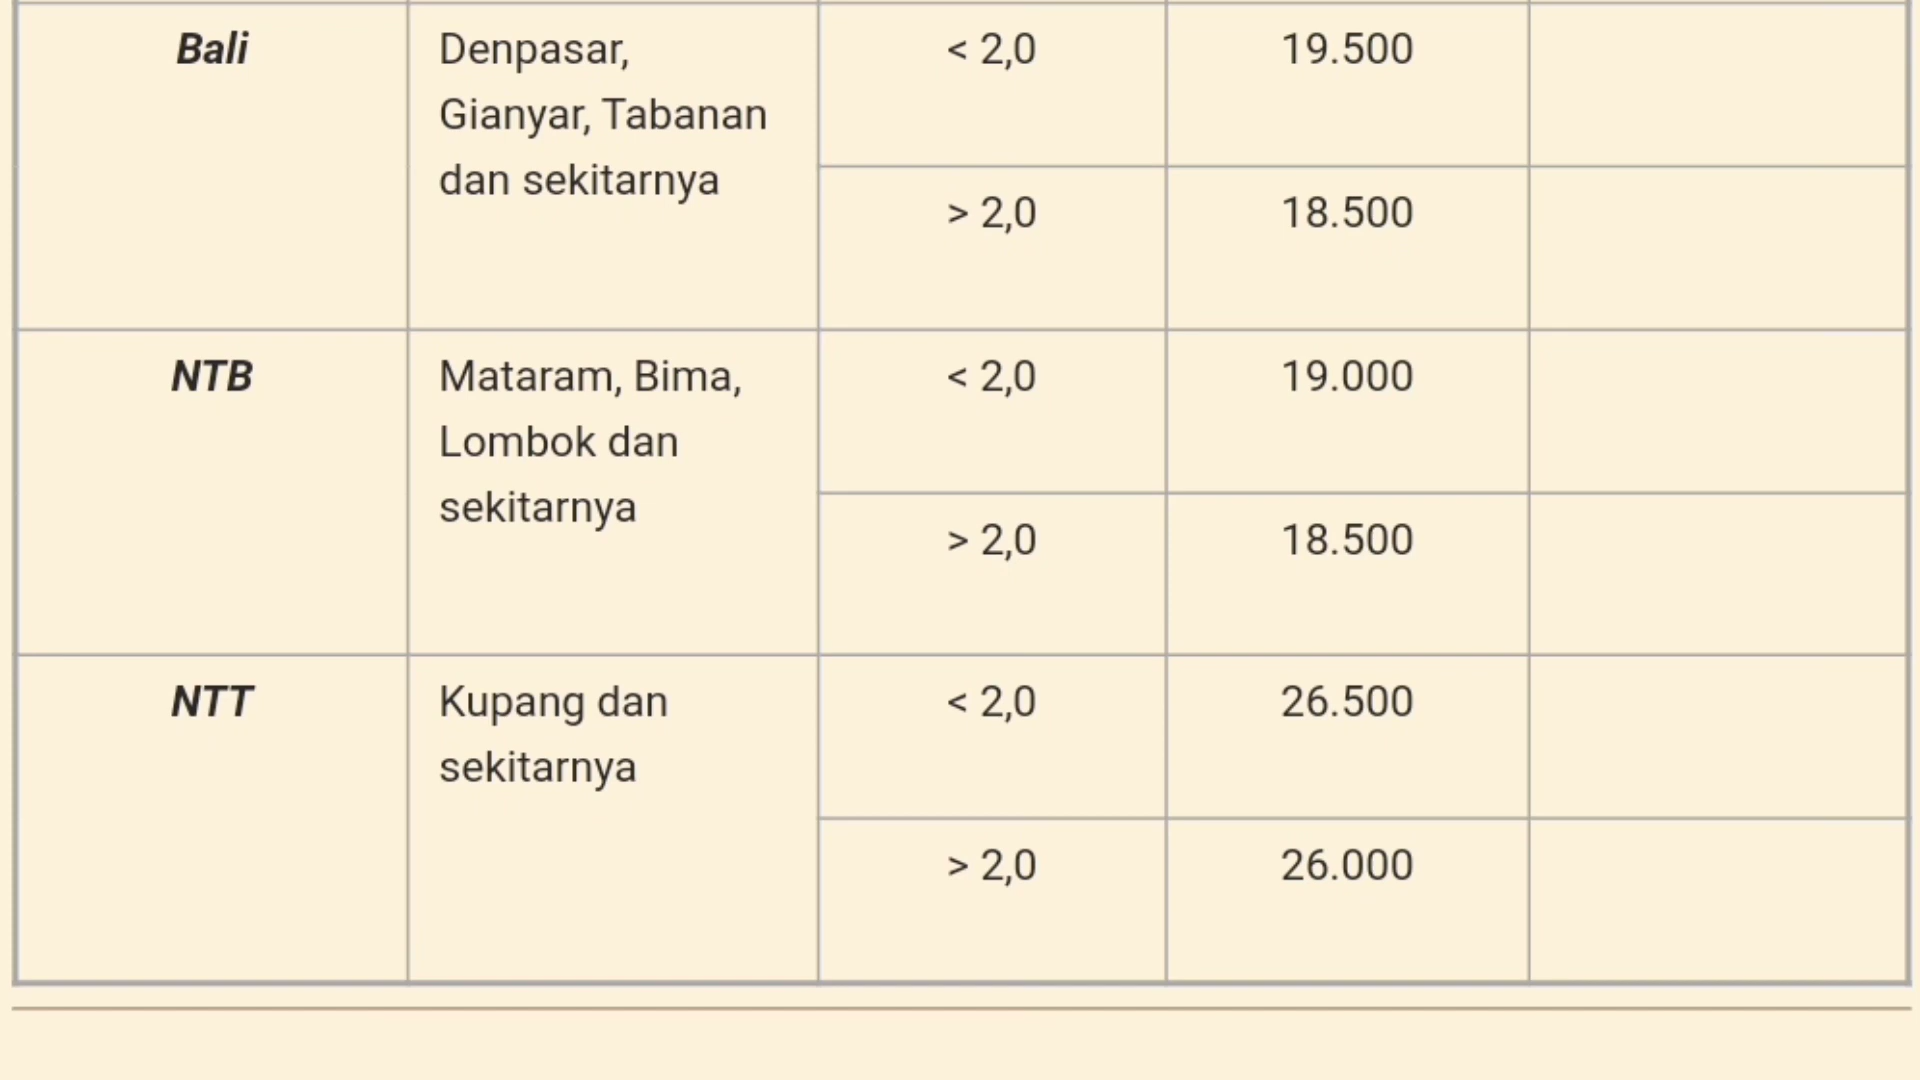 Bali
Denpasar,
Gianyar, Tabanan
dan sekitarnya
< 2,0
19.500
> 2,0
18.500
NTB
Mataram, Bima,
Lombok dan
sekitarnya
< 2,0
19.000
> 2,0
18.500
NTT
Kupang dan
sekitarnya
< 2,0
26.500
> 2,0
26.000